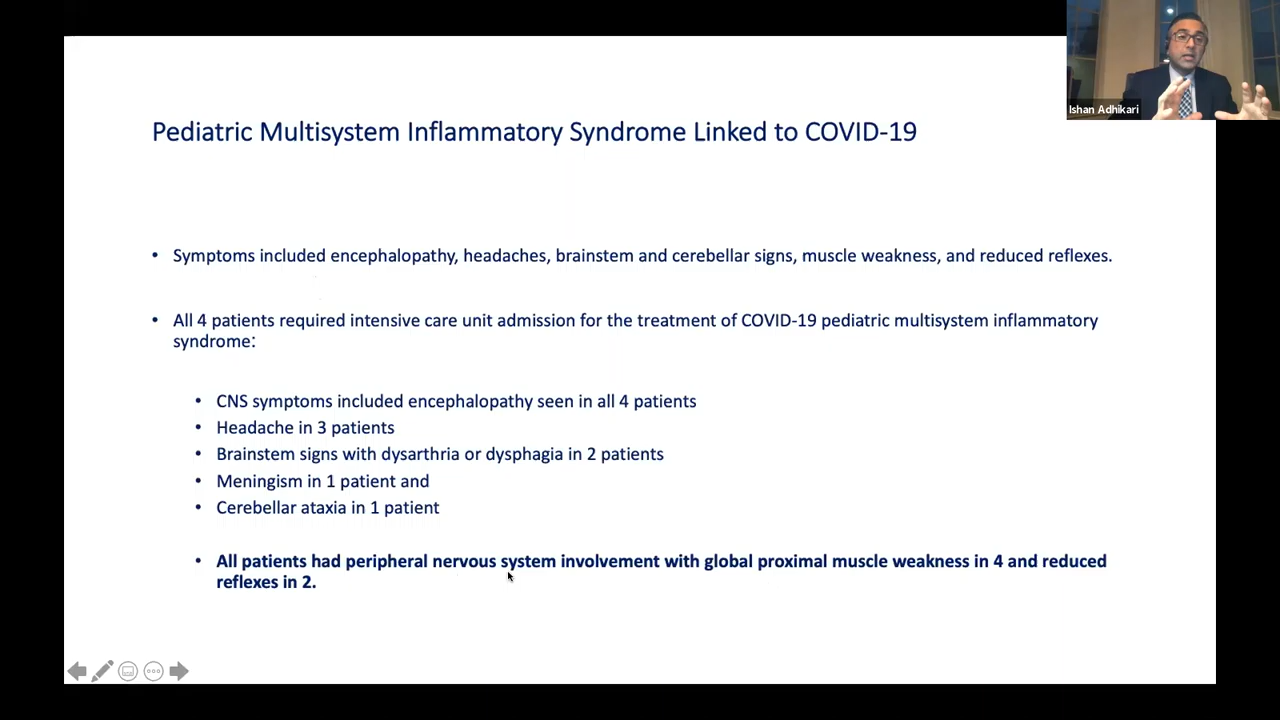 Ishan Adhikari
Pediatric Multisystem Inflammatory Syndrome Linked to COVID-19
• Symptoms included encephalopathy, headaches, brainstem and cerebellar signs, muscle weakness, and reduced reflexes.
• All 4 patients required intensive care unit admission for the treatment of COVID-19 pediatric multisystem inflammatory
syndrome:
• CNS symptoms included encephalopathy seen in all 4 patients
• Headache in 3 patients
• Brainstem signs with dysarthria or dysphagia in 2 patients
• Meningism in 1 patient and
• Cerebellar ataxia in 1 patient
• All patients had peripheral nervous system involvement with global proximal muscle weakness in 4 and reduced
reflexes in 2.